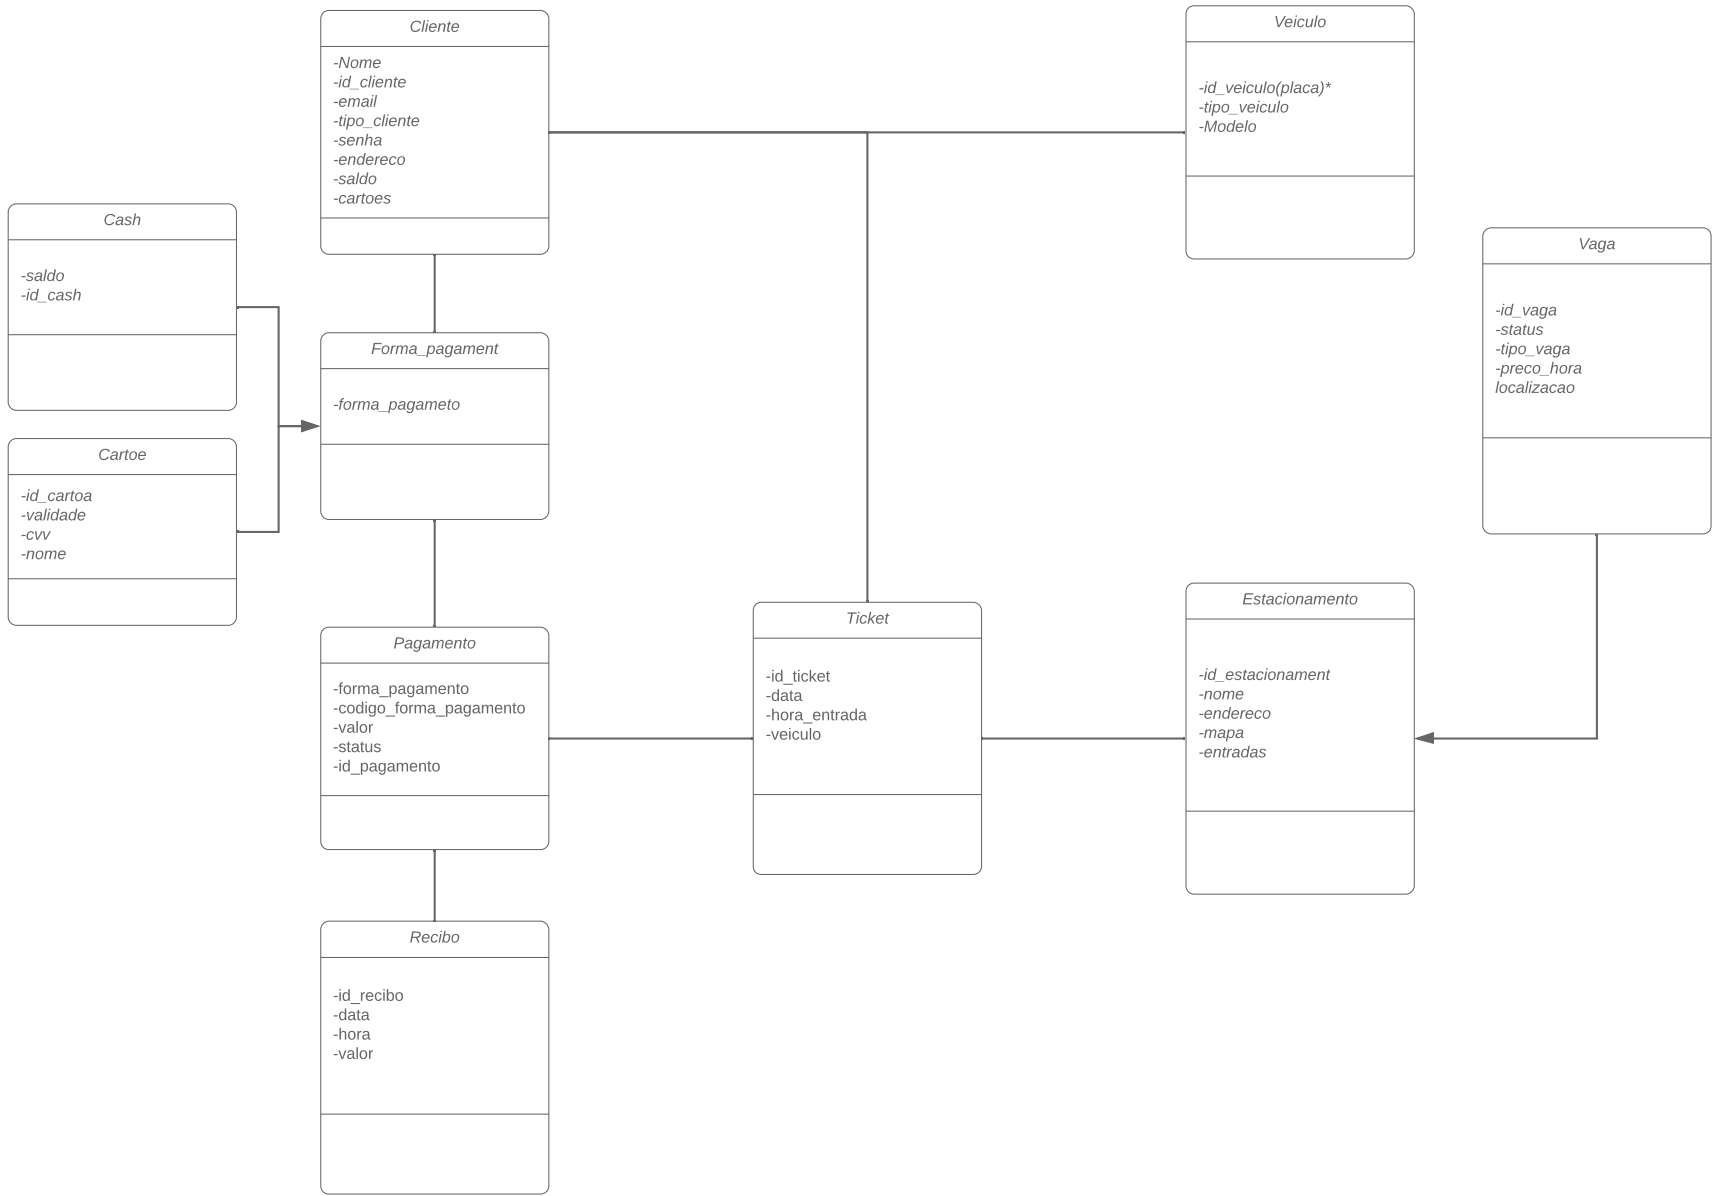 Cliente
-Nome
-id_cliente
-email
-tipo_cliente
-senha
-endereco
-saldo
-cartoes
Veiculo
-id_veiculo(placa)*
-tipo_veiculo
-Modelo
Cash
-saldo
-id_cash
Vaga
-id_vaga
-status
-tipo_vaga
-preco_hora
localizacao
Forma_pagament
-forma_pagameto
Cartoe
-id_cartoa
-validade
-cvv
-nome
Pagamento
-forma_pagamento
-codigo_forma_pagamento
-valor
-status
-id_pagamento
Ticket
-id_ticket
-data
-hora_entrada
-veiculo
Estacionamento
-id_estacionament
-nome
-endereco
-mapa
-entradas
Recibo
-id_recibo
-data
-hora
-valor